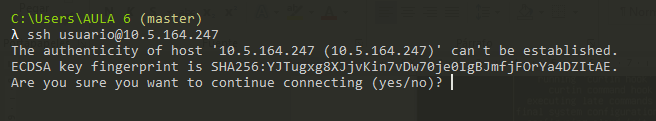 C:\Users\AULA 6 (master)
λ ssh usuario@10.5.164.247
The authenticity of host '10.5.164.247 (10.5.164.247)' can't be established.
ECDSA key fingerprint is SHA256:YJTugxg8XJjvKin7vDw70je0IgBJmfjFOrYa4DZItAE.
Are you sure you want to continue connecting (yes/no)?